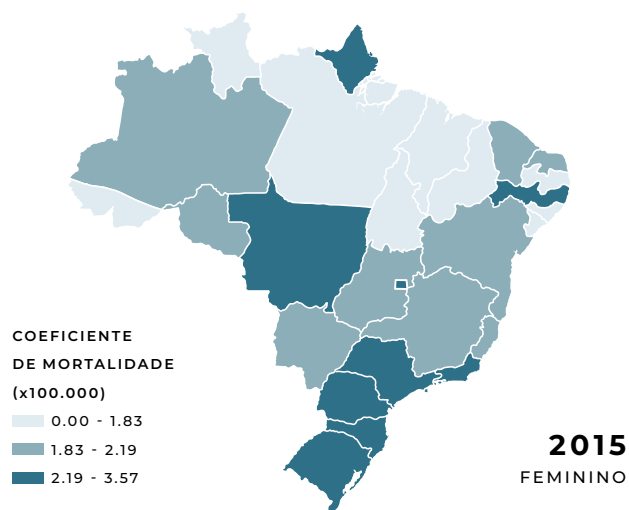 COEFICIENTE
DE MORTALIDADE
(x100.000)
0.00 - 1.83
1.83 - 2.19
2.19 - 3.57
2015
FEMININO